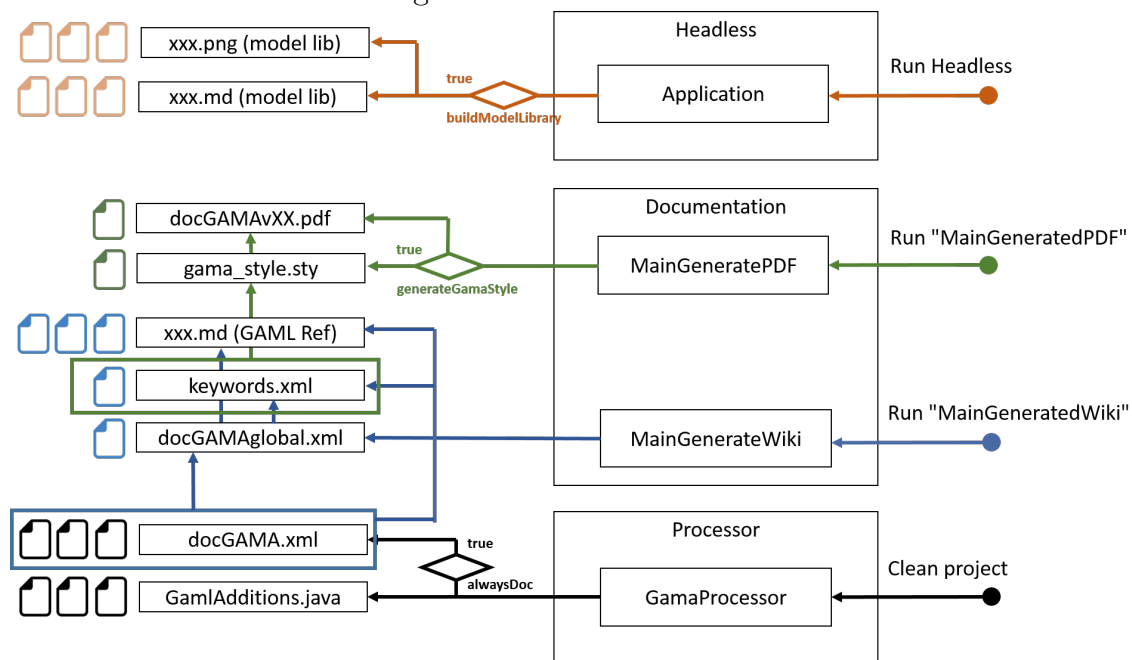 Headless
xxx.png (model lib)
Run Headless
true
Application
xxx.md (model lib)
buildModelLibrary
Documentation
docGAMAvXX.pdf
Run "MainGeneratedPDF"
true
MainGeneratePDF
gama_style.sty
generateGamaStyle
xxx.md (GAML Ref)
keywords.xml
Run "MainGeneratedWiki"
docGAMAglobal.xml
MainGenerateWiki
Processor
docGAMA.xml
true
Clean project
alwaysDoc
GamlAdditions.java
GamaProcessor